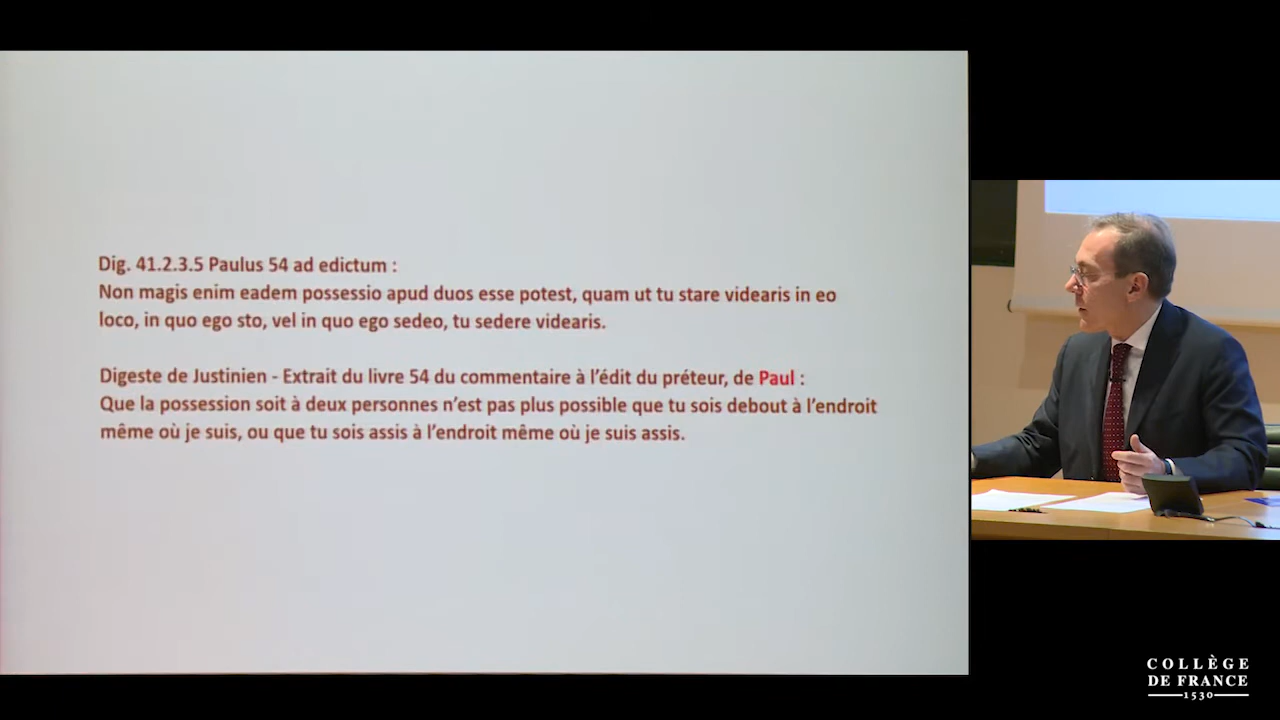 Dig. 41.2.3.5 Paulus 54 ad edictum :
Non magis enim eadem possessio apud duos esse potest, quam ut tu stare videaris in eo
loco, in quo ego sto, vel in quo ego sedeo, tu sedere videaris.
Digeste de Justinien - Extrait du livre 54 du commentaire à l’édit du préteur, de Paul :
Que la possession soit à deux personnes n’est pas plus possible que tu sois debout à l’endroit
même où je suis, ou que tu sois assis à l’endroit même où je suis assis.
COLLÈGE
DE FRANCE
1530